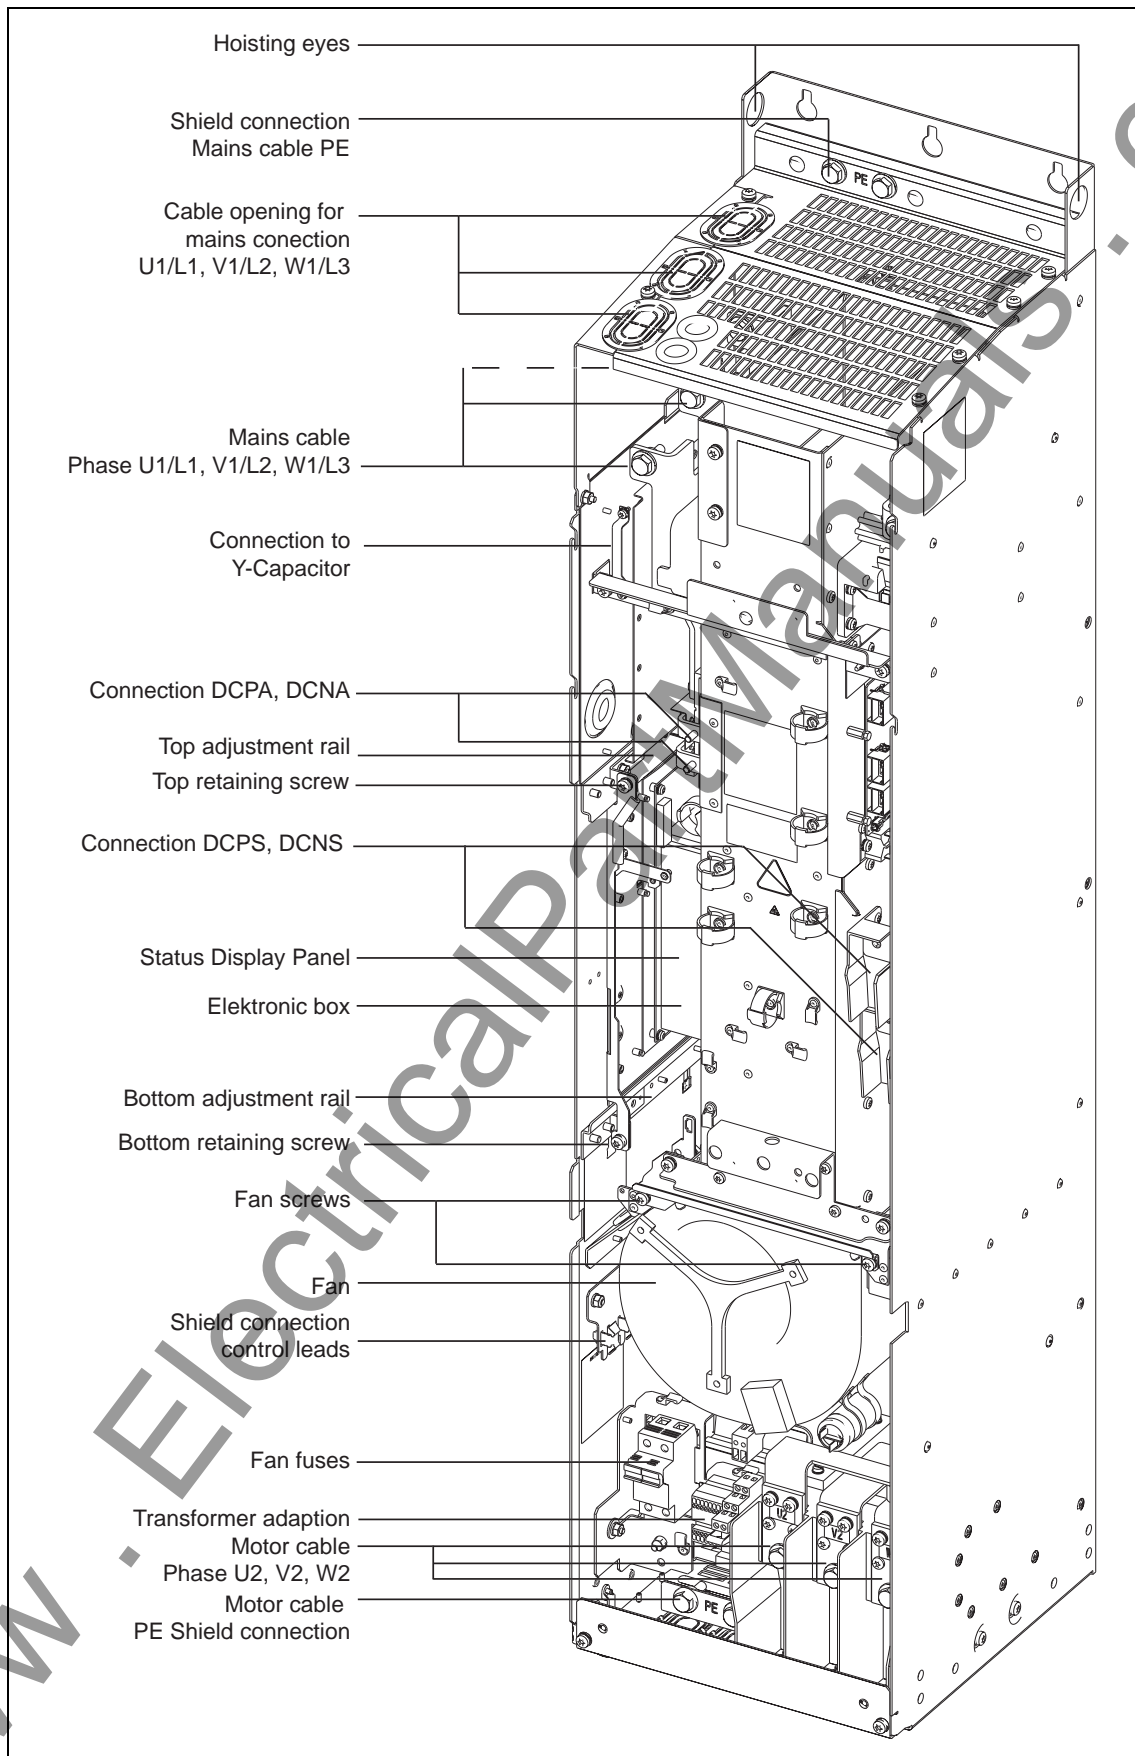 Hoisting eyes
Shield connection
Mains cable PE
PE
Cable opening for
mains conection
U1/L1, V1/L2, W1/L3
Mains cable
Phase U1/L1, V1/L2, W1/L3
Connection to
Y-Capacitor
Connection DCPA, DCNA
Top adjustment rail
Top retaining screw
Connection DCPS, DCNS
Status Display Panel
Elektronic box
Bottom adjustment rail
Bottom retaining screw
Fan screws
Fan
Shield connection
control leads
Fan fuses
Transformer adaption
Motor cable
Phase U2, V2, W2
U2
V2
Motor cable
PE Shield connection
PE
w . ElectricalPartManuals .